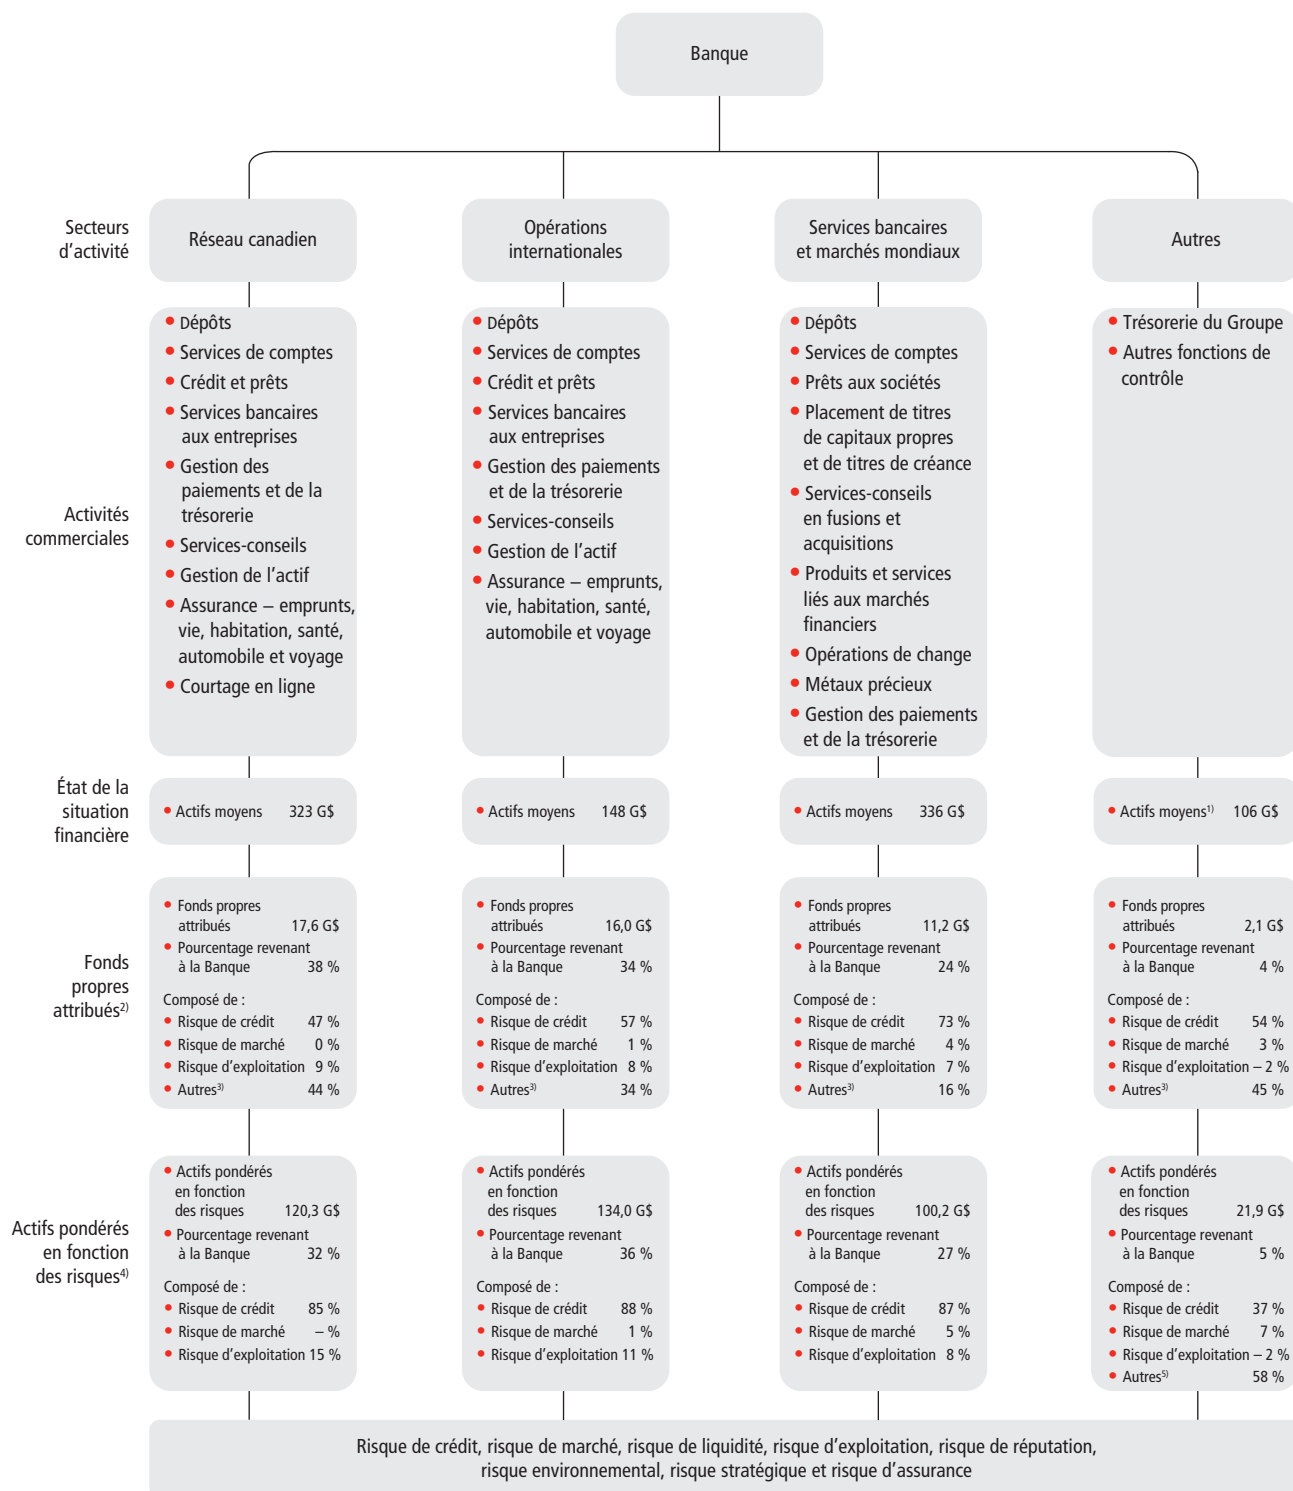 Banque
Secteurs
d'activité
Réseau canadien
Opérations
internationales
Services bancaires
et marchés mondiaux
Autres
Activités
commerciales
• Dépôts
• Services de comptes
• Crédit et prêts
• Services bancaires
aux entreprises
• Gestion des
paiements et de la
trésorerie
• Services-conseils
• Gestion de l'actif
• Assurance – emprunts,
vie, habitation, santé,
automobile et voyage
• Courtage en ligne
• Dépôts
• Services de comptes
• Crédit et prêts
• Services bancaires
aux entreprises
• Gestion des paiements
et de la trésorerie
• Services-conseils
• Gestion de l'actif
• Assurance – emprunts,
vie, habitation, santé,
automobile et voyage
• Dépôts
• Services de comptes
• Prêts aux sociétés
• Placement de titres
de capitaux propres
et de titres de créance
• Services-conseils
en fusions et
acquisitions
• Produits et services
liés aux marchés
financiers
• Opérations de change
• Métaux précieux
• Gestion des paiements
et de la trésorerie
• Trésorerie du Groupe
• Autres fonctions de
contrôle
État de la
situation
financière
• Actifs moyens 323 G$
• Actifs moyens 148 G$
• Actifs moyens 336 G$
• Actifs moyens1) 106 G$
Fonds
propres
attribués2)
• Fonds propres
attribués 17,6 G$
• Pourcentage revenant
à la Banque 38 %
Composé de :
• Risque de crédit 47 %
• Risque de marché 0 %
• Risque d'exploitation 9 %
• Autres3) 44 %
• Fonds propres
attribués 16,0 G$
• Pourcentage revenant
à la Banque 34 %
Composé de :
• Risque de crédit 57 %
• Risque de marché 1 %
• Risque d'exploitation 8 %
• Autres3) 34 %
• Fonds propres
attribués 11,2 G$
• Pourcentage revenant
à la Banque 24 %
Composé de :
• Risque de crédit 73 %
• Risque de marché 4 %
• Risque d'exploitation 7 %
• Autres3) 16 %
• Fonds propres
attribués 2,1 G$
• Pourcentage revenant
à la Banque 4 %
Composé de :
• Risque de crédit 54 %
• Risque de marché 3 %
• Risque d'exploitation – 2 %
• Autres3) 45 %
Actifs pondérés
en fonction
des risques4)
• Actifs pondérés
en fonction
des risques 120,3 G$
• Pourcentage revenant
à la Banque 32 %
Composé de :
• Risque de crédit 85 %
• Risque de marché – %
• Risque d'exploitation 15 %
• Actifs pondérés
en fonction
des risques 134,0 G$
• Pourcentage revenant
à la Banque 36 %
Composé de :
• Risque de crédit 88 %
• Risque de marché 1 %
• Risque d'exploitation 11 %
• Actifs pondérés
en fonction
des risques 100,2 G$
• Pourcentage revenant
à la Banque 27 %
Composé de :
• Risque de crédit 87 %
• Risque de marché 5 %
• Risque d'exploitation 8 %
• Actifs pondérés
en fonction
des risques 21,9 G$
• Pourcentage revenant
à la Banque 5 %
Composé de :
• Risque de crédit 37 %
• Risque de marché 7 %
• Risque d'exploitation – 2 %
• Autres5) 58 %
Risque de crédit, risque de marché, risque de liquidité, risque d'exploitation, risque de réputation,
risque environnemental, risque stratégique et risque d'assurance